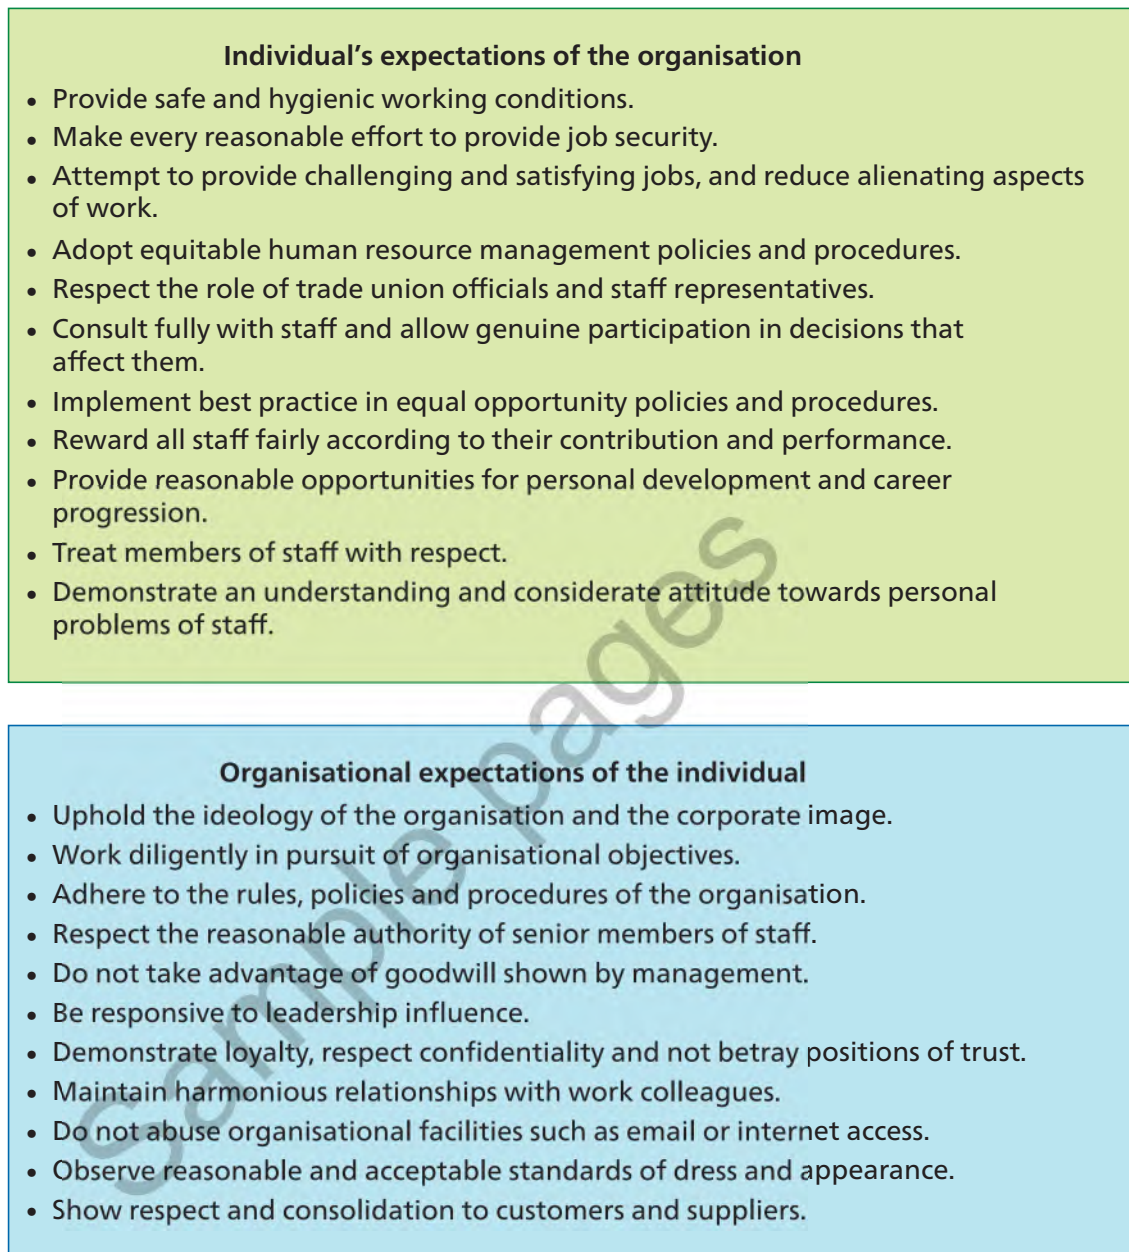 Individual’s expectations of the organisation
• Provide safe and hygienic working conditions.
• Make every reasonable effort to provide job security.
• Attempt to provide challenging and satisfying jobs, and reduce alienating aspects
of work.
• Adopt equitable human resource management policies and procedures.
• Respect the role of trade union officials and staff representatives.
• Consult fully with staff and allow genuine participation in decisions that
affect them.
• Implement best practice in equal opportunity policies and procedures.
• Reward all staff fairly according to their contribution and performance.
• Provide reasonable opportunities for personal development and career
progression.
• Treat members of staff with respect.
• Demonstrate an understanding and considerate attitude towards personal
problems of staff.
Organisational expectations of the individual
• Uphold the ideology of the organisation and the corporate image.
• Work diligently in pursuit of organisational objectives.
• Adhere to the rules, policies and procedures of the organisation.
• Respect the reasonable authority of senior members of staff.
• Do not take advantage of goodwill shown by management.
• Be responsive to leadership influence.
• Demonstrate loyalty, respect confidentiality and not betray positions of trust.
• Maintain harmonious relationships with work colleagues.
• Do not abuse organisational facilities such as email or internet access.
• Observe reasonable and acceptable standards of dress and appearance.
• Show respect and consolidation to customers and suppliers.
Sample pages